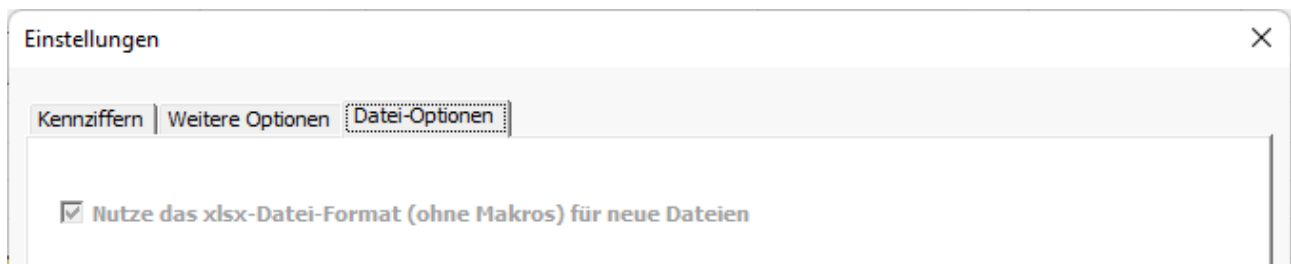 Einstellungen
Kennziffern Weitere Optionen Datei-Optionen
Nutze das xlsx-Datei-Format (ohne Makros) für neue Dateien